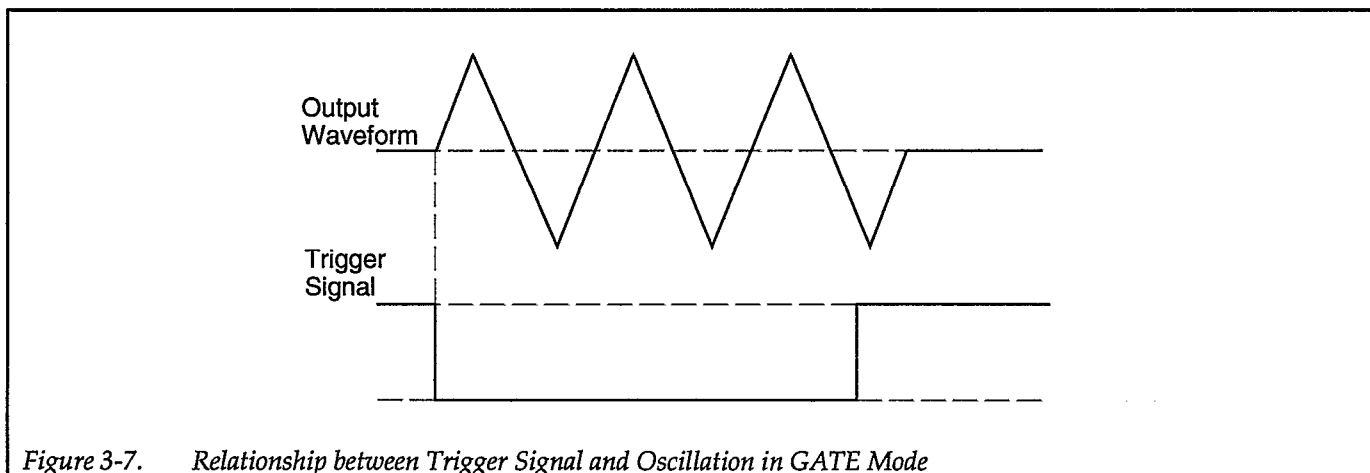 Output
Waveform
Trigger
Signal
Figure 3-7. Relationship between Trigger Signal and Oscillation in GATE Mode